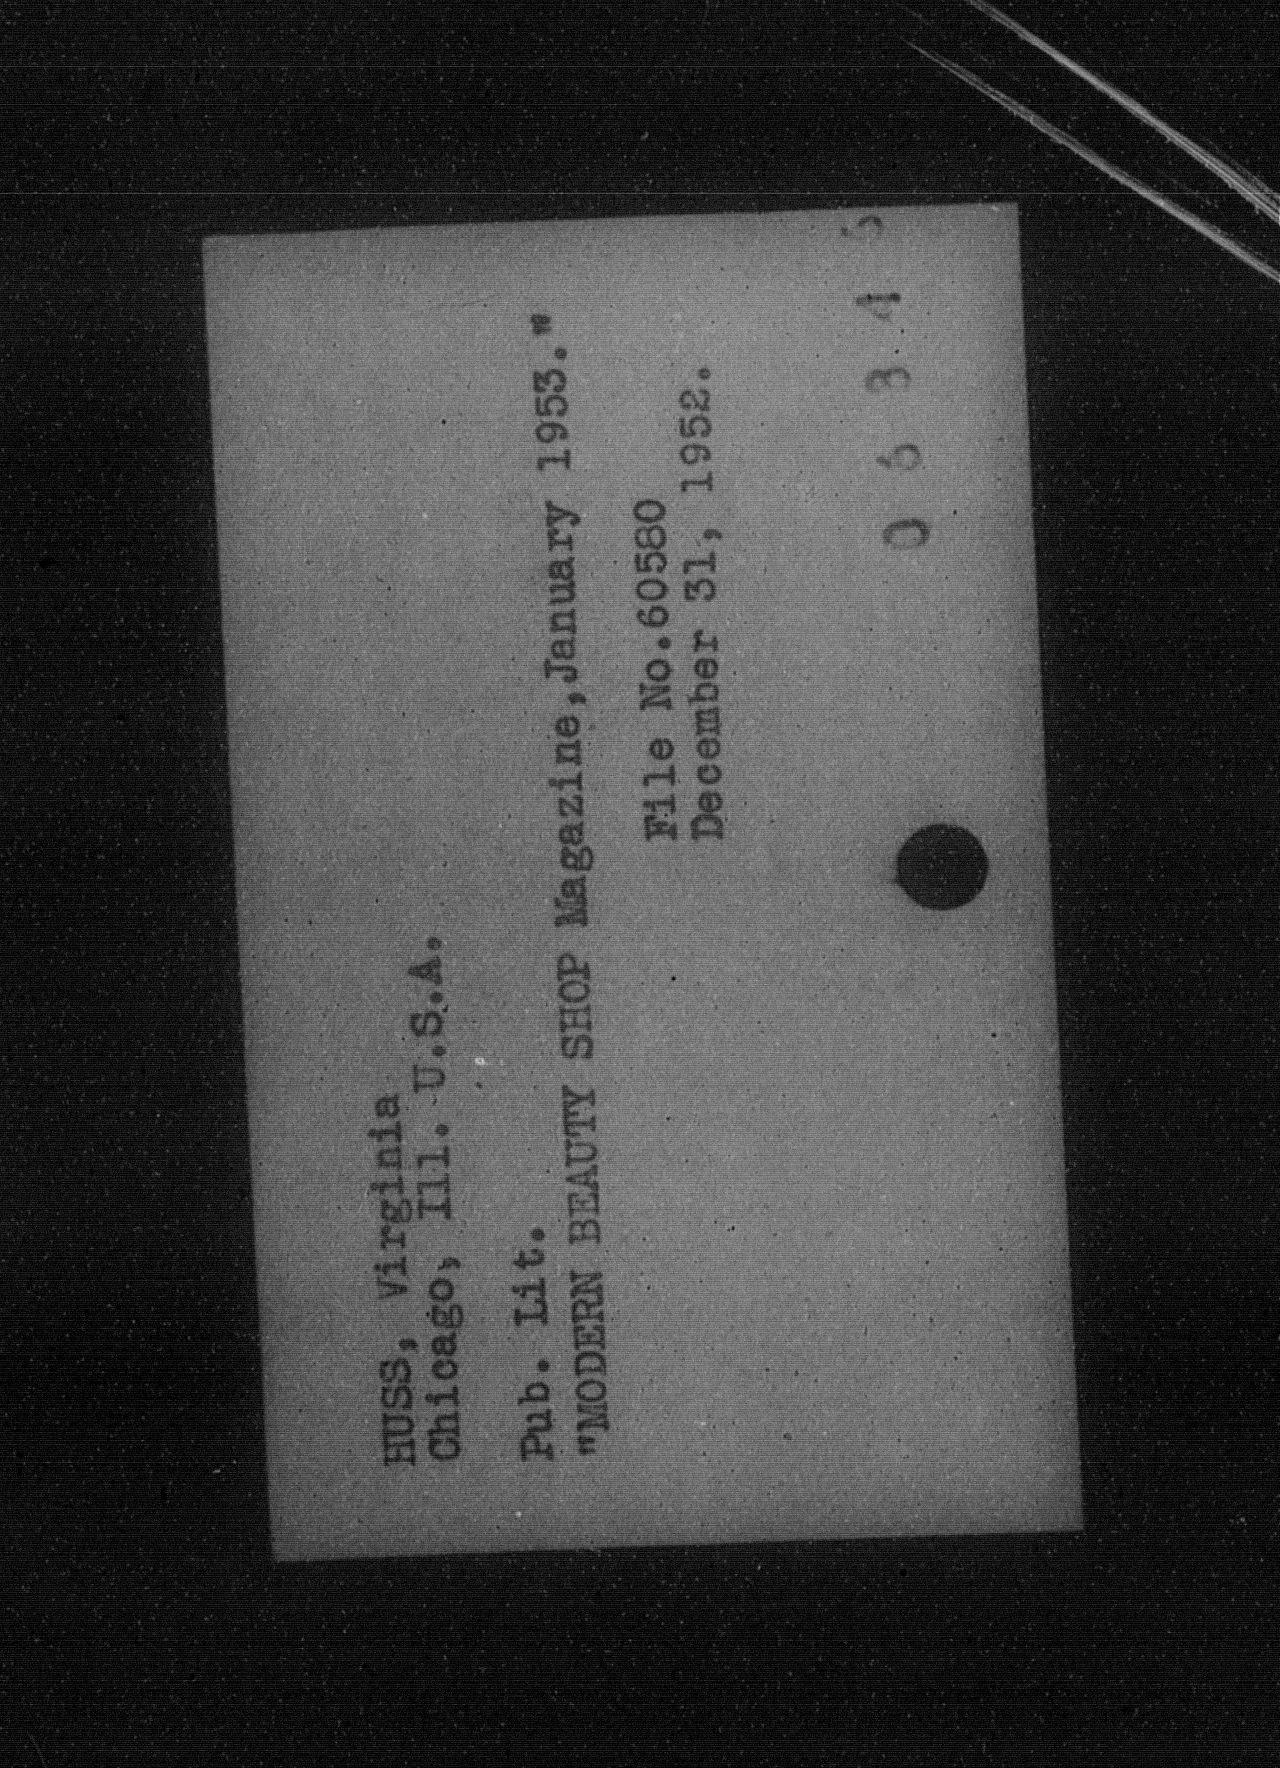 HUSS, Virginia
Chicago, Ill. U.S.A.
Pub. Lit.
"MODERN BEAUTY SHOP Magazine,January 1953."
File No.60580
December 31, 1952.
06345